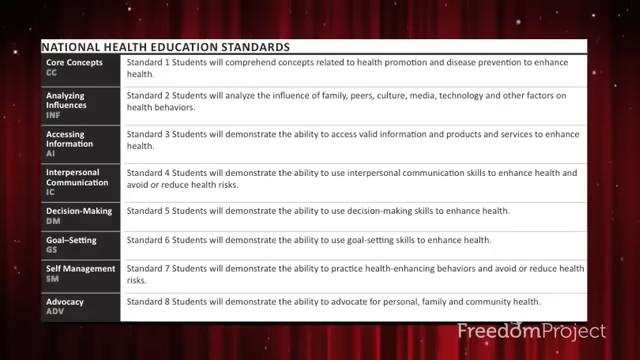 NATIONAL HEALTH EDUCATION STANDARDS
Core Concepts
CC
Standard 1 Students will comprehend concepts related to health promotion and disease prevention to enhance
health.
Analyzing
Influences
INF
Standard 2 Students will analyze the influence of family, peers, culture, media, technology and other factors on
health behaviors.
Accessing
Information
AI
Standard 3 Students will demonstrate the ability to access valid information and products and services to enhance
health.
Interpersonal
Communication
IC
Standard 4 Students will demonstrate the ability to use interpersonal communication skills to enhance health and
avoid or reduce health risks.
Decision-Making
DM
Standard 5 Students will demonstrate the ability to use decision-making skills to enhance health.
Goal–Setting
GS
Standard 6 Students will demonstrate the ability to use goal-setting skills to enhance health.
Self Management
SM
Standard 7 Students will demonstrate the ability to practice health-enhancing behaviors and avoid or reduce health
risks.
Advocacy
ADV
Standard 8 Students will demonstrate the ability to advocate for personal, family and community health.
FreedomProject